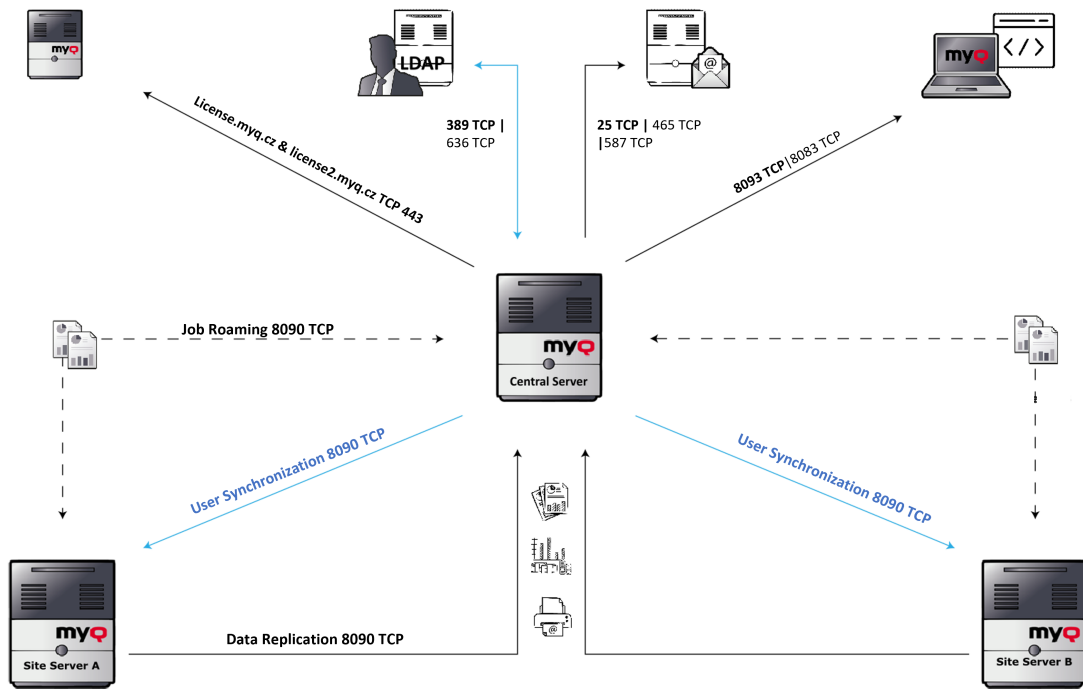 myQ
LDAP
@
myQ
</>
License.myq.cz & license2.myq.cz TCP 443
389 TCP |
636 TCP
25 TCP | 465 TCP
|587 TCP
8093 TCP|8083 TCP
Job Roaming 8090 TCP
myQ
Central Server
User Synchronization 8090 TCP
User Synchronization 8090 TCP
@
myQ
Site Server A
Data Replication 8090 TCP
myQ
Site Server B